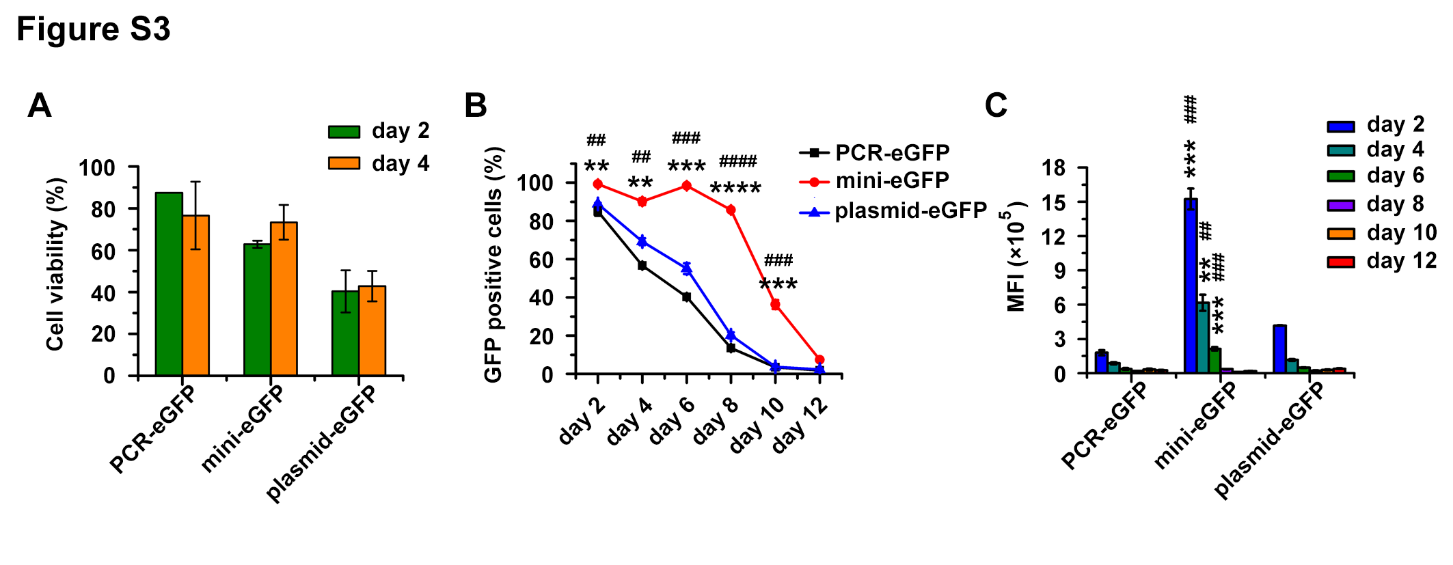 Figure S3
A
day 2
day 4
Cell viability (%)
100
80
60
40
20
0
PCR-eGFP
mini-eGFP
plasmid-eGFP
B
GFP positive cells (%)
100
80
60
40
20
0
##
**
##
**
###
***
####
****
###
***
PCR-eGFP
mini-eGFP
plasmid-eGFP
day 2
day 4
day 6
day 8
day 10
day 12
C
MFI (×10⁵)
18
15
12
9
6
3
0
*** ###
** ##
*** ###
day 2
day 4
day 6
day 8
day 10
day 12
PCR-eGFP
mini-eGFP
plasmid-eGFP